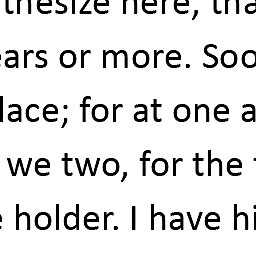 thesize here, tha
ears or more. Soo
lace; for at one a
we two, for the
holder. I have hi